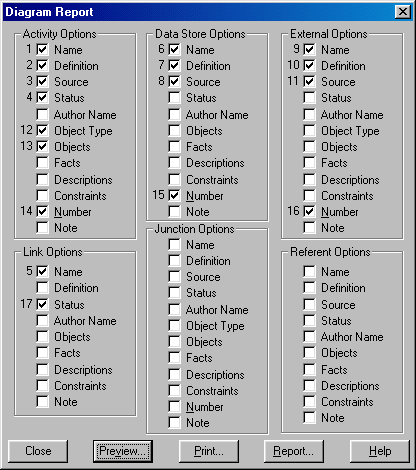 Diagram Report
Activity Options
1 Name
2 Definition
3 Source
4 Status
Author Name
12 Object Type
13 Objects
Facts
Descriptions
Constraints
14 Number
Note
Data Store Options
6 Name
7 Definition
8 Source
Status
Author Name
Objects
Facts
Descriptions
Constraints
15 Number
Note
External Options
9 Name
10 Definition
11 Source
Status
Author Name
Object Type
Objects
Facts
Descriptions
Constraints
16 Number
Note
Link Options
5 Name
Definition
17 Status
Author Name
Objects
Facts
Descriptions
Constraints
Note
Junction Options
Name
Definition
Source
Status
Author Name
Object Type
Objects
Facts
Descriptions
Constraints
Number
Note
Referent Options
Name
Definition
Source
Status
Author Name
Objects
Facts
Descriptions
Constraints
Note
Close
Preview...
Print...
Report...
Help